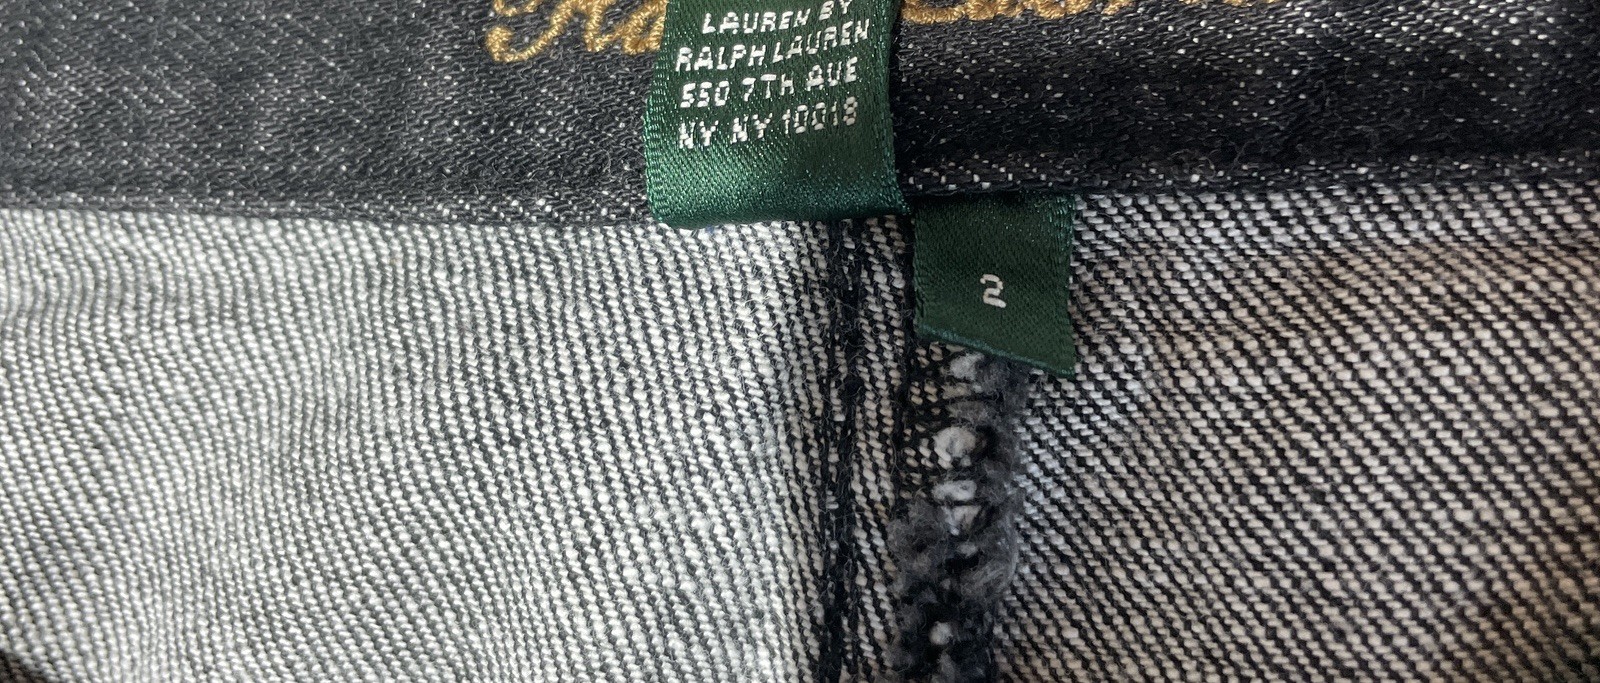 LAUREN BY
RALPH LAUREN
550 7TH AVE
NY NY 10018
2